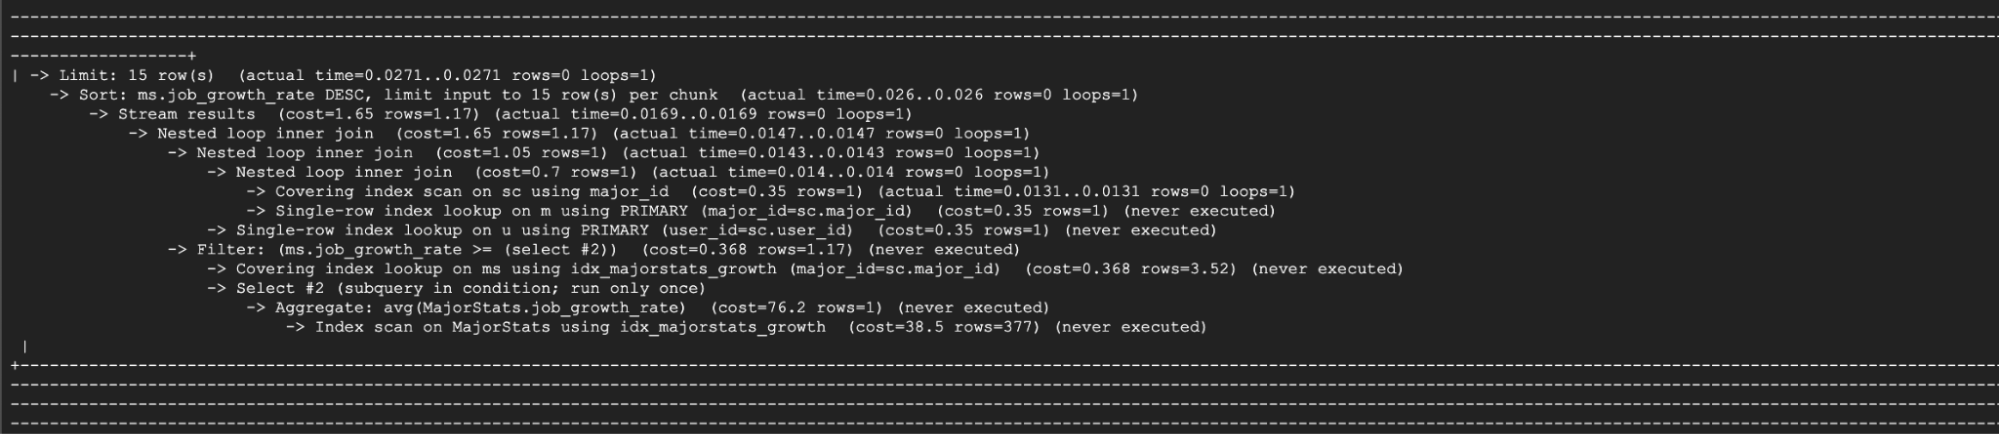 ------------------+
| -> Limit: 15 row(s)  (actual time=0.0271..0.0271 rows=0 loops=1)
    -> Sort: ms.job_growth_rate DESC, limit input to 15 row(s) per chunk  (actual time=0.026..0.026 rows=0 loops=1)
        -> Stream results  (cost=1.65 rows=1.17) (actual time=0.0169..0.0169 rows=0 loops=1)
            -> Nested loop inner join  (cost=1.65 rows=1.17) (actual time=0.0147..0.0147 rows=0 loops=1)
                -> Nested loop inner join  (cost=1.05 rows=1) (actual time=0.0143..0.0143 rows=0 loops=1)
                    -> Nested loop inner join  (cost=0.7 rows=1) (actual time=0.014..0.014 rows=0 loops=1)
                        -> Covering index scan on sc using major_id  (cost=0.35 rows=1) (actual time=0.0131..0.0131 rows=0 loops=1)
                        -> Single-row index lookup on m using PRIMARY (major_id=sc.major_id)  (cost=0.35 rows=1) (never executed)
                    -> Single-row index lookup on u using PRIMARY (user_id=sc.user_id)  (cost=0.35 rows=1) (never executed)
                -> Filter: (ms.job_growth_rate >= (select #2))  (cost=0.368 rows=1.17) (never executed)
                    -> Covering index lookup on ms using idx_majorstats_growth (major_id=sc.major_id)  (cost=0.368 rows=3.52) (never executed)
                    -> Select #2 (subquery in condition; run only once)
                        -> Aggregate: avg(MajorStats.job_growth_rate)  (cost=76.2 rows=1) (never executed)
                            -> Index scan on MajorStats using idx_majorstats_growth  (cost=38.5 rows=377) (never executed)
 |